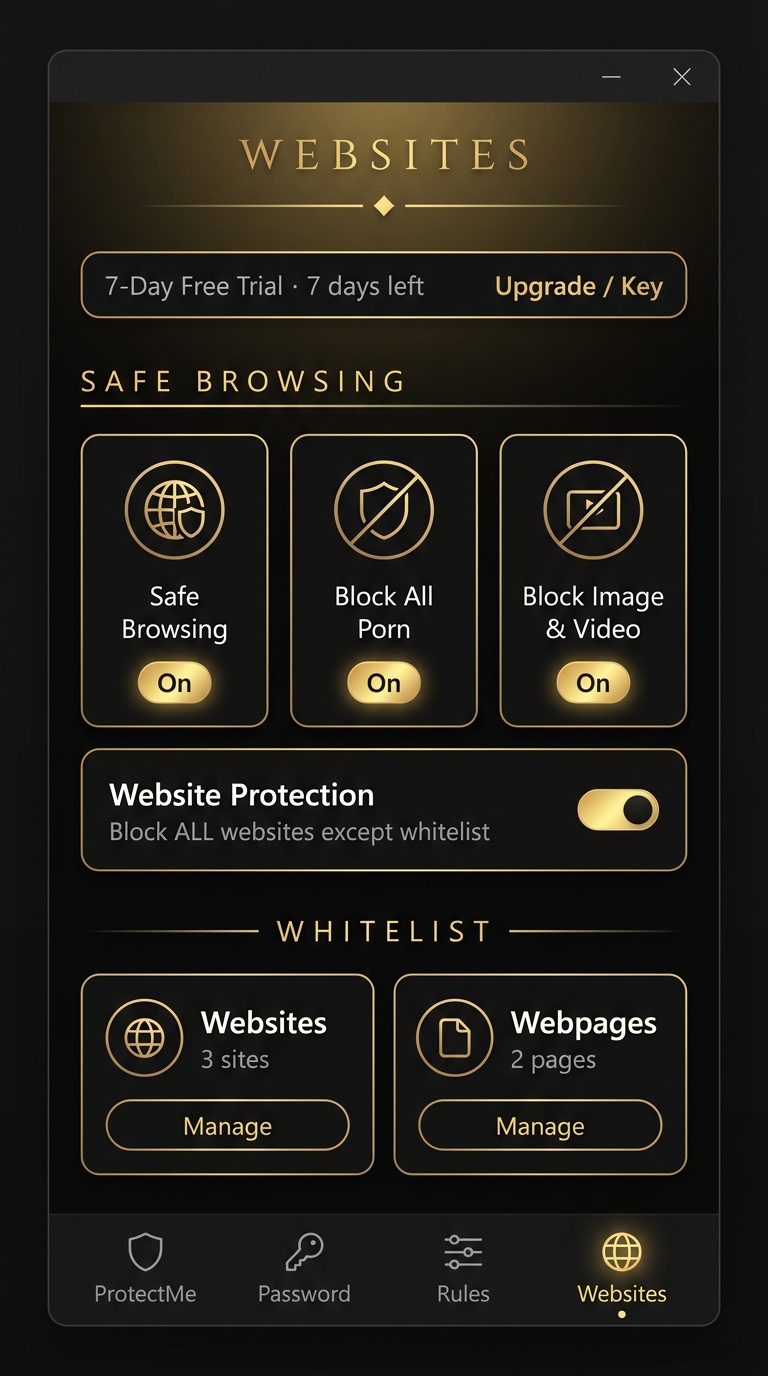 WEBSITES
7-Day Free Trial · 7 days left
Upgrade / Key
SAFE BROWSING
Safe
Browsing
On
Block All
Porn
On
Block Image
& Video
On
Website Protection
Block ALL websites except whitelist
WHITELIST
Websites
3 sites
Manage
Webpages
2 pages
Manage
ProtectMe
Password
Rules
Websites